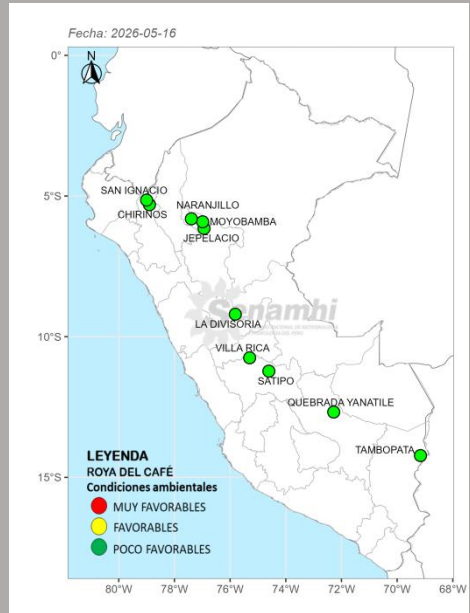 Fecha: 2026-05-16
N
0°
SAN IGNACIO
NARANJILLO
5°S
CHIRINOS
MOYOBAMBA
JEPELACIO
Senamhi
LA DIVISORIA
10°S
VILLA RICA
SATIPO
QUEBRADA YANATILE
TAMBOPATA
LEYENDA
15°S
ROYA DEL CAFÉ
Condiciones ambientales
MUY FAVORABLES
FAVORABLES
POCO FAVORABLES
80°W 78°W 76°W 74°W 72°W 70°W 68°W